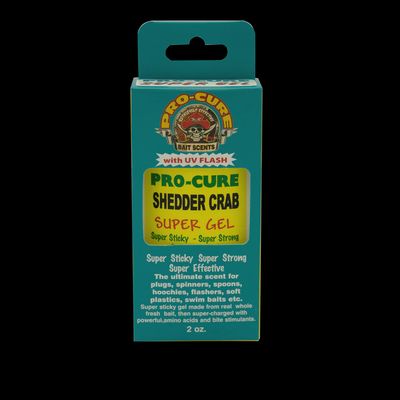 SUPER GEL
PRO-CURE
BAIT SCENTS
with UV FLASH
PRO-CURE
SHEDDER CRAB
SUPER GEL
Super Sticky - Super Strong
Super Sticky Super Strong
Super Effective
The ultimate scent for
plugs, spinners, spoons,
hoochies, flashers, soft
plastics, swim baits etc.
Super sticky gel made from real whole
fresh bait, then super-charged with
powerful,amino acids and bite stimulants.
2 oz.